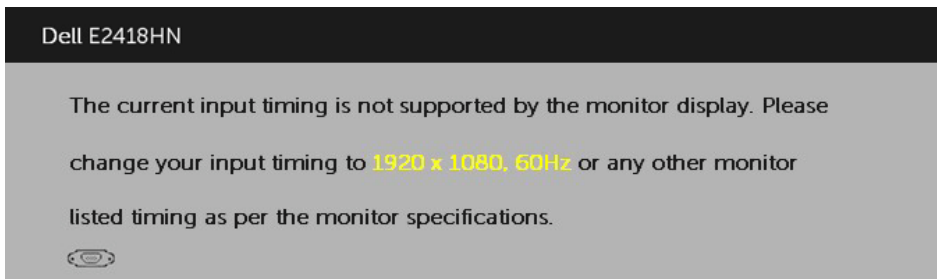 Dell E2418HN
The current input timing is not supported by the monitor display. Please
change your input timing to 1920 x 1080, 60Hz or any other monitor
listed timing as per the monitor specifications.